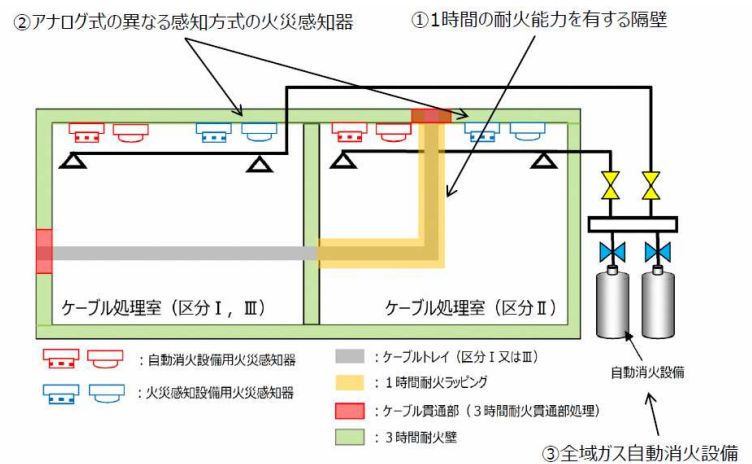 ②アナログ式の異なる感知方式の火災感知器
①1時間の耐火能力を有する隔壁
ケーブル処理室（区分Ⅰ，Ⅲ）
ケーブル処理室（区分Ⅱ）
自動消火設備
：自動消火設備用火災感知器
：火災感知設備用火災感知器
：ケーブルトレイ（区分Ⅰ又はⅢ）
：１時間耐火ラッピング
：ケーブル貫通部（３時間耐火貫通部処理）
：３時間耐火壁
③全域ガス自動消火設備